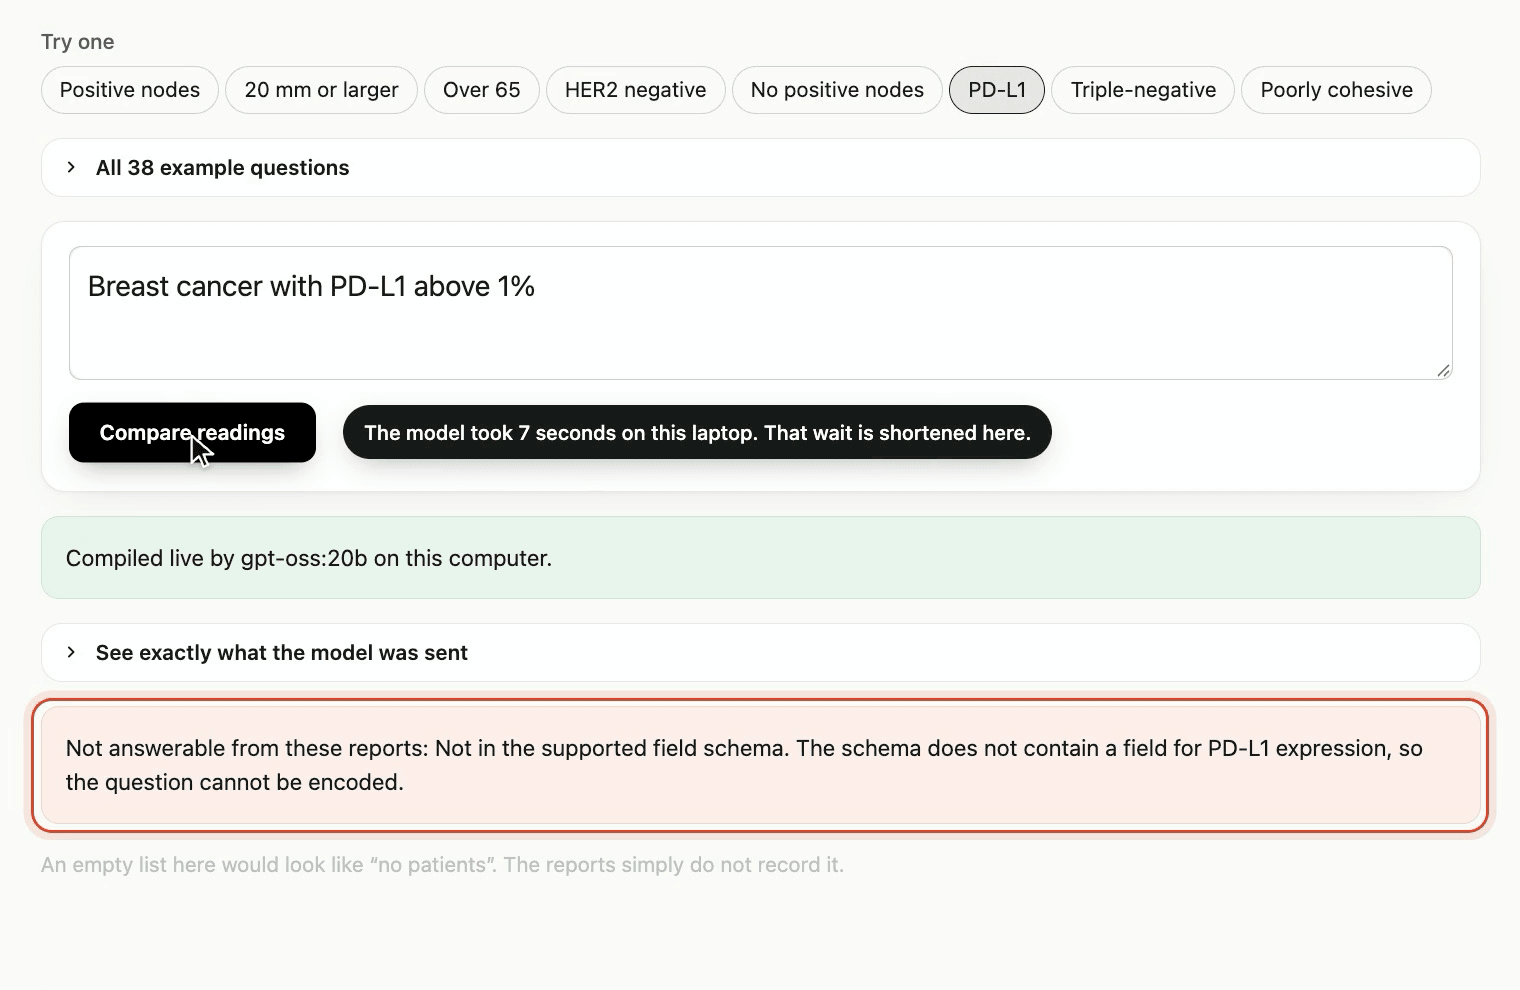 Try one
Positive nodes 20 mm or larger Over 65 HER2 negative No positive nodes PD-L1 Triple-negative Poorly cohesive
All 38 example questions
Breast cancer with PD-L1 above 1%
Compare readings The model took 7 seconds on this laptop. That wait is shortened here.
Compiled live by gpt-oss:20b on this computer.
See exactly what the model was sent
Not answerable from these reports: Not in the supported field schema. The schema does not contain a field for PD-L1 expression, so
the question cannot be encoded.
An empty list here would look like “no patients”. The reports simply do not record it.